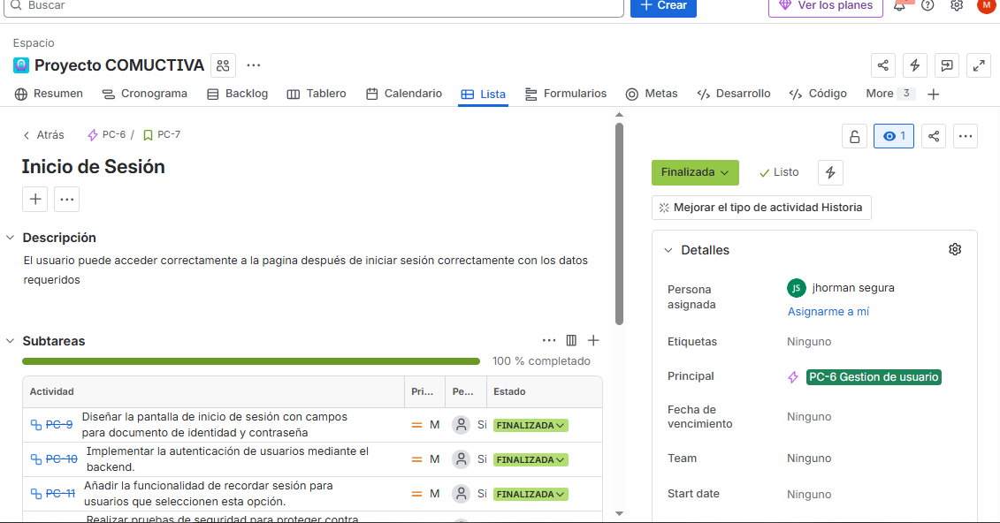 Buscar
Crear
Ver los planes
M
Espacio
Proyecto COMUCTIVA
Resumen Cronograma Backlog Tablero Calendario Lista Formularios Metas Desarrollo Código More 3
Atrás PC-6 / PC-7
1
Inicio de Sesión
Finalizada Listo
Mejorar el tipo de actividad Historia
Descripción
El usuario puede acceder correctamente a la pagina después de iniciar sesión correctamente con los datos
requeridos
Detalles
Persona
asignada
JS jhorman segura
Asignarme a mí
Etiquetas Ninguno
Principal PC-6 Gestion de usuario
Fecha de
vencimiento
Ninguno
Team Ninguno
Start date Ninguno
Subtareas
100 % completado
Actividad Pri... Pe... Estado
PC-9 Diseñar la pantalla de inicio de sesión con campos
para documento de identidad y contraseña
M Si FINALIZADA
PC-10 Implementar la autenticación de usuarios mediante el
backend.
M Si FINALIZADA
PC-11 Añadir la funcionalidad de recordar sesión para
usuarios que seleccionen esta opción.
M Si FINALIZADA
Realizar pruebas de seguridad para proteger contra